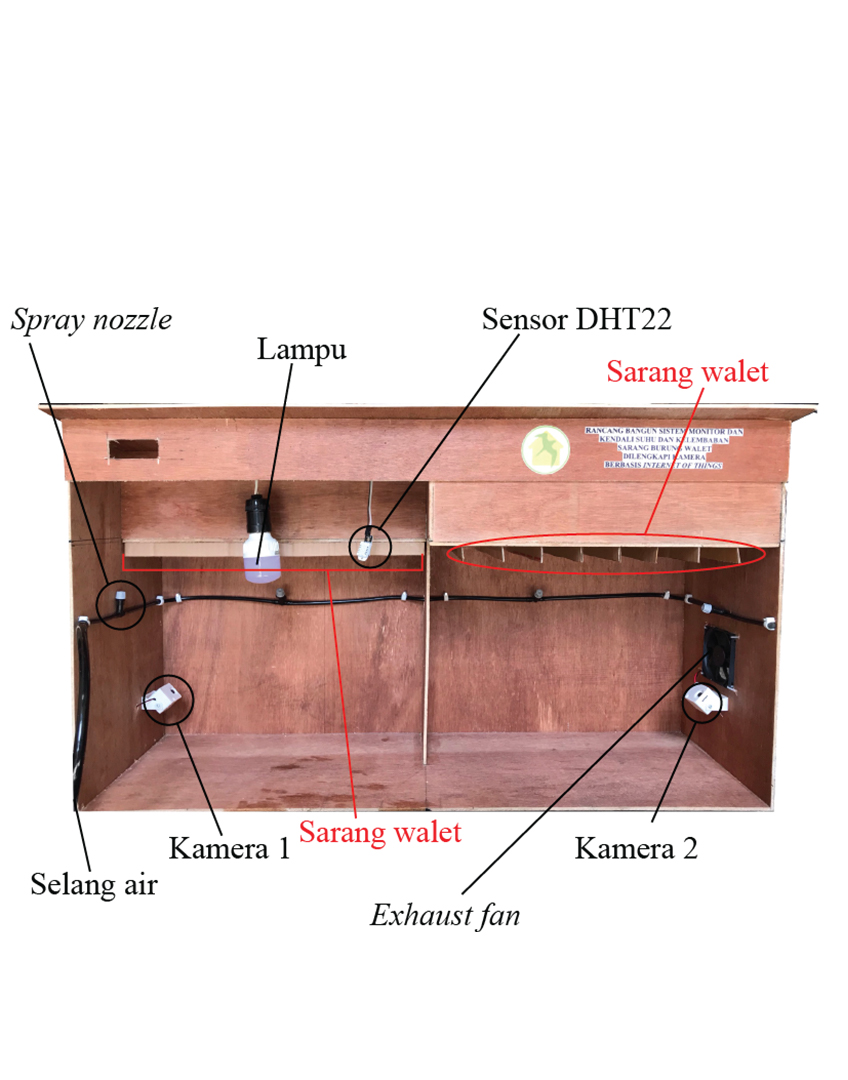 Spray nozzle
Sensor DHT22
Lampu
Sarang walet
RANCANG BANGUN SISTEM MONITOR DAN
KENDALI SUHU DAN KELEMBABAN
SARANG BURUNG WALET
DILENGKAPI KAMERA
BERBASIS INTERNET OF THINGS
Kamera 1
Sarang walet
Kamera 2
Selang air
Exhaust fan